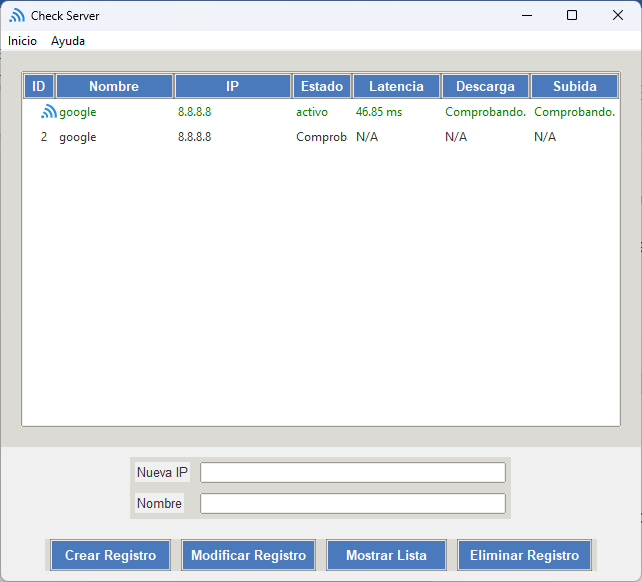 Check Server
Inicio Ayuda
ID Nombre IP Estado Latencia Descarga Subida
google 8.8.8.8 activo 46.85 ms Comprobando. Comprobando.
2 google 8.8.8.8 Comprob N/A N/A N/A
Nueva IP
Nombre
Crear Registro Modificar Registro Mostrar Lista Eliminar Registro